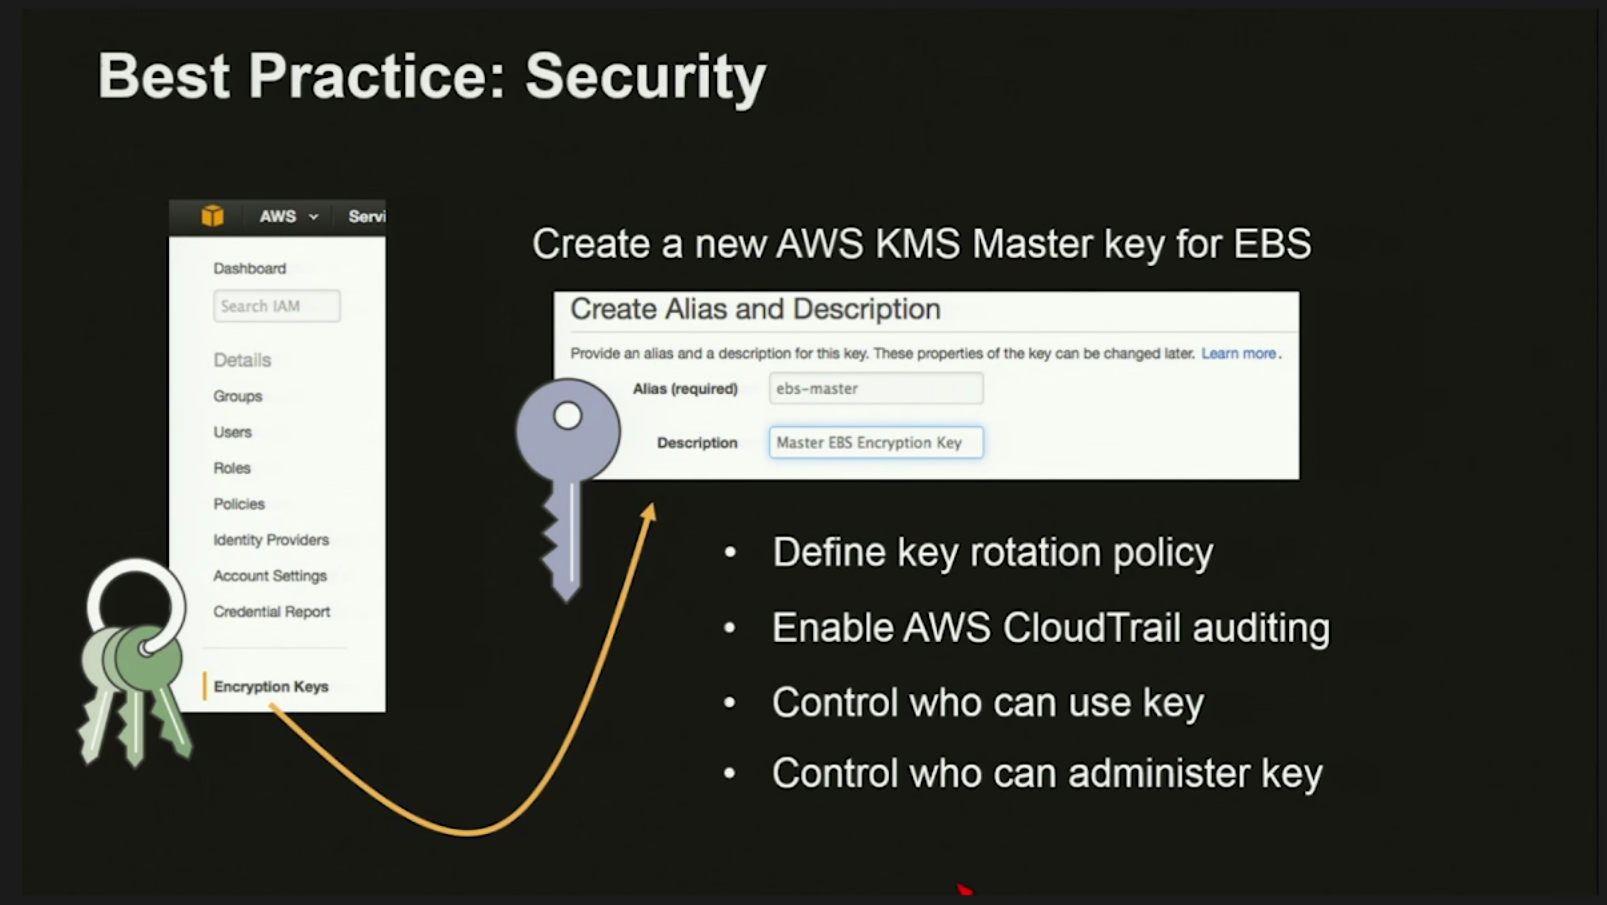 Best Practice: Security
AWS Servi
Dashboard
Search IAM
Details
Groups
Users
Roles
Policies
Identity Providers
Account Settings
Credential Report
Encryption Keys
Create a new AWS KMS Master key for EBS
Create Alias and Description
Provide an alias and a description for this key. These properties of the key can be changed later. Learn more.
Alias (required) ebs-master
Description Master EBS Encryption Key
• Define key rotation policy
• Enable AWS CloudTrail auditing
• Control who can use key
• Control who can administer key